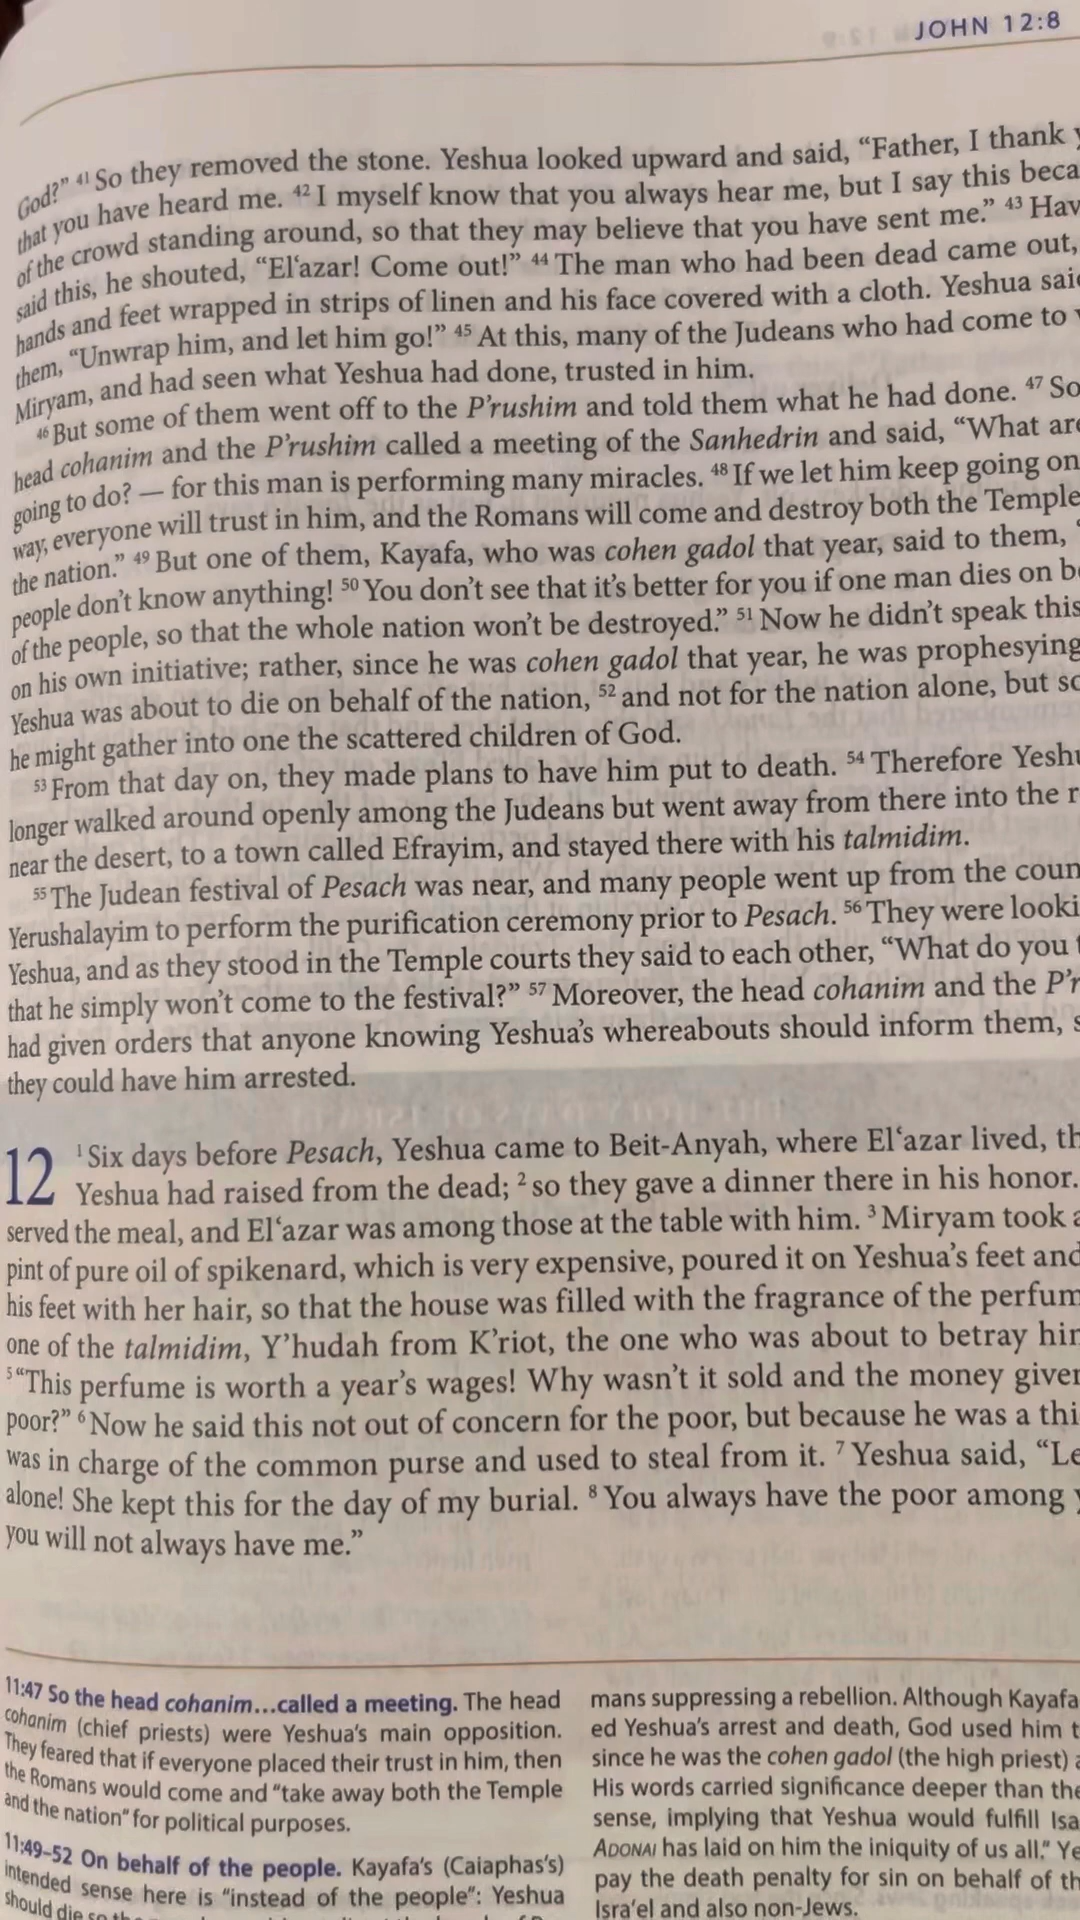 JOHN 12:8
God?” 41 So they removed the stone. Yeshua looked upward and said, “Father, I thank
that you have heard me. 42 I myself know that you always hear me, but I say this beca
of the crowd standing around, so that they may believe that you have sent me.” 43 Hav
said this, he shouted, “El‘azar! Come out!” 44 The man who had been dead came out,
hands and feet wrapped in strips of linen and his face covered with a cloth. Yeshua said
them, “Unwrap him, and let him go!” 45 At this, many of the Judeans who had come to
Miryam, and had seen what Yeshua had done, trusted in him.
46 But some of them went off to the P’rushim and told them what he had done. 47 So
head cohanim and the P’rushim called a meeting of the Sanhedrin and said, “What are
going to do? — for this man is performing many miracles. 48 If we let him keep going on
way, everyone will trust in him, and the Romans will come and destroy both the Temple
the nation.” 49 But one of them, Kayafa, who was cohen gadol that year, said to them,
people don’t know anything! 50 You don’t see that it’s better for you if one man dies on b
of the people, so that the whole nation won’t be destroyed.” 51 Now he didn’t speak this
on his own initiative; rather, since he was cohen gadol that year, he was prophesying
Yeshua was about to die on behalf of the nation, 52 and not for the nation alone, but so
he might gather into one the scattered children of God.
53 From that day on, they made plans to have him put to death. 54 Therefore Yeshu
longer walked around openly among the Judeans but went away from there into the r
near the desert, to a town called Efrayim, and stayed there with his talmidim.
55 The Judean festival of Pesach was near, and many people went up from the coun
Yerushalayim to perform the purification ceremony prior to Pesach. 56 They were looki
Yeshua, and as they stood in the Temple courts they said to each other, “What do you
that he simply won’t come to the festival?” 57 Moreover, the head cohanim and the P’r
had given orders that anyone knowing Yeshua’s whereabouts should inform them, s
they could have him arrested.
12 1 Six days before Pesach, Yeshua came to Beit-Anyah, where El‘azar lived, th
Yeshua had raised from the dead; 2 so they gave a dinner there in his honor.
served the meal, and El‘azar was among those at the table with him. 3 Miryam took a
pint of pure oil of spikenard, which is very expensive, poured it on Yeshua’s feet and
his feet with her hair, so that the house was filled with the fragrance of the perfum
one of the talmidim, Y’hudah from K’riot, the one who was about to betray him
5 “This perfume is worth a year’s wages! Why wasn’t it sold and the money given
poor?” 6 Now he said this not out of concern for the poor, but because he was a thi
was in charge of the common purse and used to steal from it. 7 Yeshua said, “Le
alone! She kept this for the day of my burial. 8 You always have the poor among
you will not always have me.”
11:47 So the head cohanim...called a meeting. The head
cohanim (chief priests) were Yeshua’s main opposition.
They feared that if everyone placed their trust in him, then
the Romans would come and “take away both the Temple
and the nation” for political purposes.
11:49–52 On behalf of the people. Kayafa’s (Caiaphas’s)
intended sense here is “instead of the people”: Yeshua
should die so
mans suppressing a rebellion. Although Kayafa
ed Yeshua’s arrest and death, God used him t
since he was the cohen gadol (the high priest)
His words carried significance deeper than the
sense, implying that Yeshua would fulfill Isa
ADONAI has laid on him the iniquity of us all.” Ye
pay the death penalty for sin on behalf of th
Isra’el and also non-Jews.